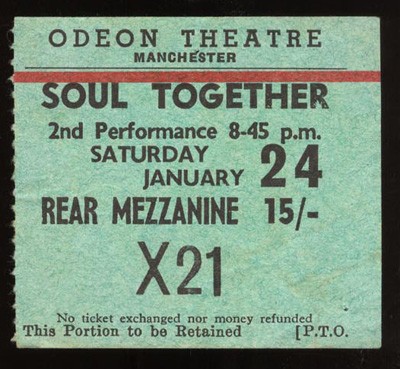 ODEON THEATRE
MANCHESTER
SOUL TOGETHER
2nd Performance 8-45 p.m.
SATURDAY
JANUARY 24
REAR MEZZANINE 15/-
X21
No ticket exchanged nor money refunded
This Portion to be Retained [P.T.O.